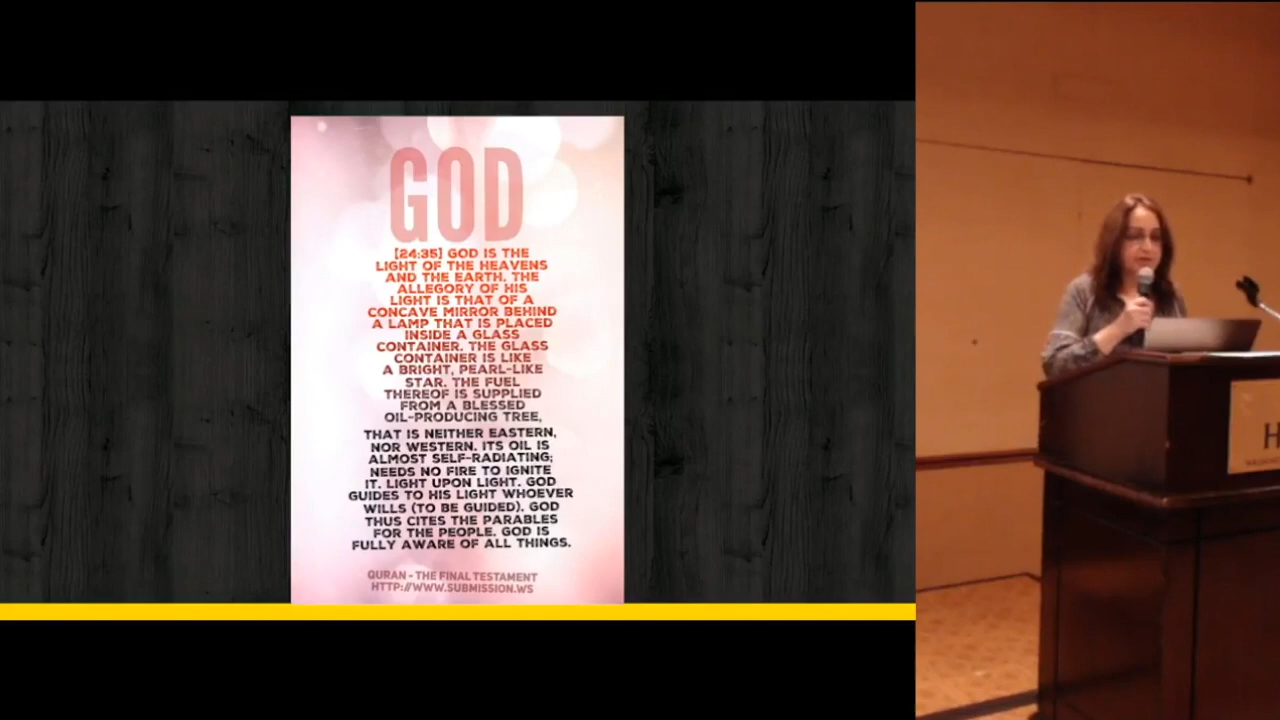 GOD
[24:35] GOD IS THE
LIGHT OF THE HEAVENS
AND THE EARTH. THE
ALLEGORY OF HIS
LIGHT IS THAT OF A
CONCAVE MIRROR BEHIND
A LAMP THAT IS PLACED
INSIDE A GLASS
CONTAINER. THE GLASS
CONTAINER IS LIKE
A BRIGHT, PEARL-LIKE
STAR. THE FUEL
THEREOF IS SUPPLIED
FROM A BLESSED
OIL-PRODUCING TREE,
THAT IS NEITHER EASTERN,
NOR WESTERN. ITS OIL IS
ALMOST SELF-RADIATING;
NEEDS NO FIRE TO IGNITE
IT. LIGHT UPON LIGHT. GOD
GUIDES TO HIS LIGHT WHOEVER
WILLS (TO BE GUIDED). GOD
THUS CITES THE PARABLES
FOR THE PEOPLE. GOD IS
FULLY AWARE OF ALL THINGS.
QURAN - THE FINAL TESTAMENT
HTTP://WWW.SUBMISSION.WS
H